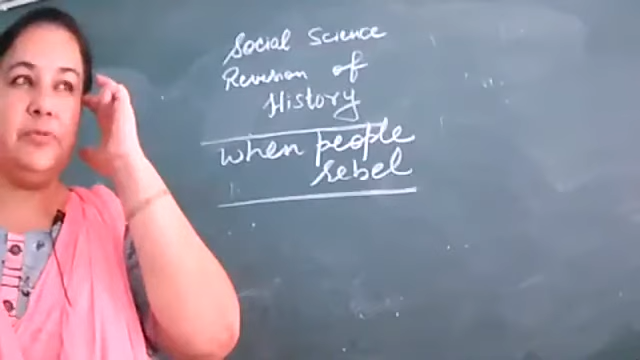 Social Science
Revision of
History
when people
rebel